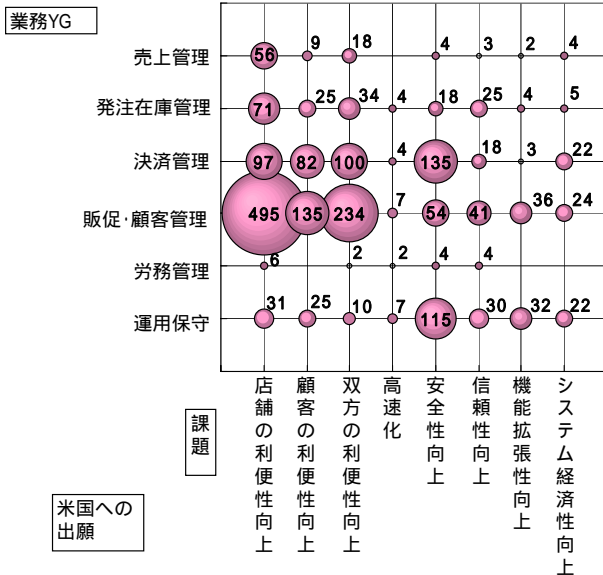 業務YG
売上管理
56 9 18 4 3 2 4
発注在庫管理
71 25 34 4 18 25 4 5
決済管理
97 82 100 4 135 18 3 22
販促･顧客管理
495 135 234 7 54 41 36 24
労務管理
6 2 2 4 4
運用保守
31 25 10 7 115 30 32 22
課題
店舗の利便性向上
顧客の利便性向上
双方の利便性向上
高速化
安全性向上
信頼性向上
機能拡張性向上
システム経済性向上
米国への
出願